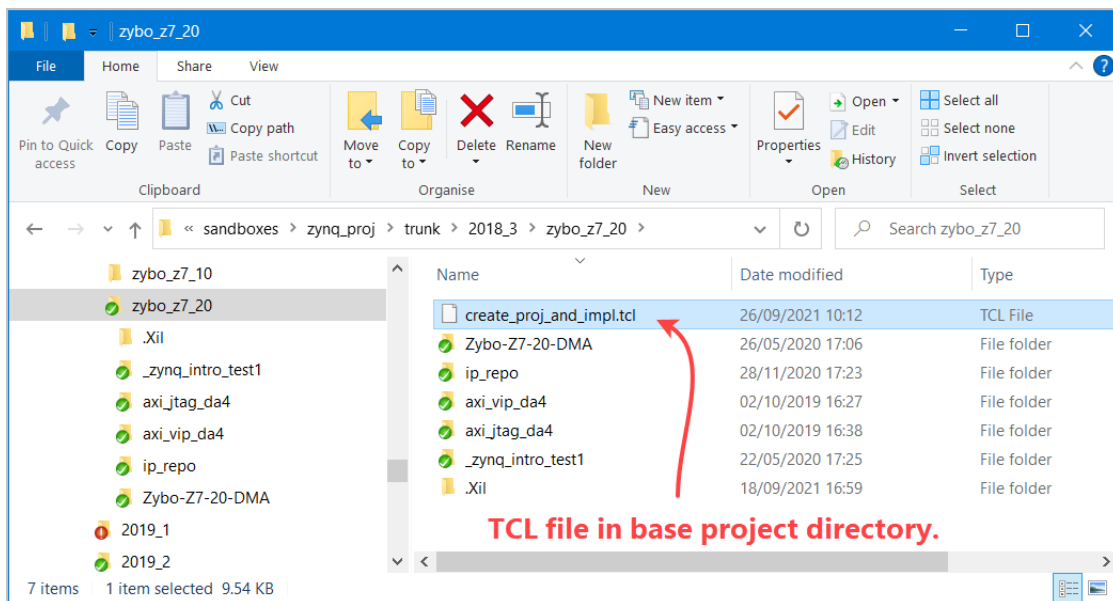 zybo_z7_20
File Home Share View
Pin to Quick access
Copy
Paste
Cut
Copy path
Paste shortcut
Move to
Copy to
Delete
Rename
New folder
New item
Easy access
Properties
Open
Edit
History
Select all
Select none
Invert selection
Clipboard Organise New Open Select
« sandboxes > zynq_proj > trunk > 2018_3 > zybo_z7_20 >
Search zybo_z7_20
zybo_z7_10
zybo_z7_20
.Xil
_zynq_intro_test1
axi_jtag_da4
axi_vip_da4
ip_repo
Zybo-Z7-20-DMA
2019_1
2019_2
Name Date modified Type
create_proj_and_impl.tcl 26/09/2021 10:12 TCL File
Zybo-Z7-20-DMA 26/05/2020 17:06 File folder
ip_repo 28/11/2020 17:23 File folder
axi_vip_da4 02/10/2019 16:27 File folder
axi_jtag_da4 02/10/2019 16:38 File folder
_zynq_intro_test1 22/05/2020 17:25 File folder
.Xil 18/09/2021 16:59 File folder
TCL file in base project directory.
7 items 1 item selected 9.54 KB